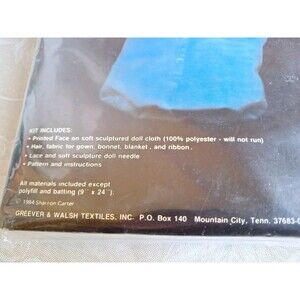 KIT INCLUDES:
• Printed Face on soft sculptured doll cloth (100% polyester - will not run)
• Hair, fabric for gown, bonnet, blanket, and ribbon.
• Lace and soft sculpture doll needle
• Pattern and instructions
All materials included except
polyfill and batting (9" x 24").
© 1984 Sharron Carter
GREEVER & WALSH TEXTILES, INC. P.O. Box 140 Mountain City, Tenn. 37683-0